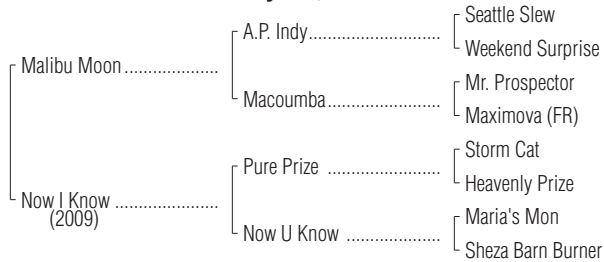 Seattle Slew
A.P. Indy
Weekend Surprise
Malibu Moon
Mr. Prospector
Macoumba
Maximova (FR)
Storm Cat
Pure Prize
Heavenly Prize
Now I Know
(2009)
Maria's Mon
Now U Know
Sheza Barn Burner